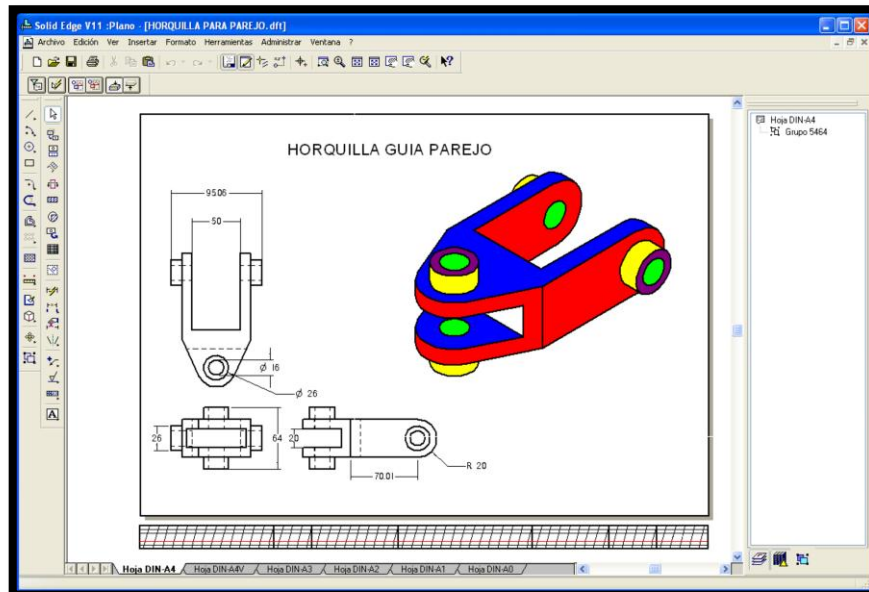 Solid Edge V11 :Plano - [HORQUILLA PARA PAREJO.dft]
Archivo Edición Ver Insertar Formato Herramientas Administrar Ventana ?
HORQUILLA GUIA PAREJO
95.06
50
Ø 16
Ø 26
26
64
20
70.01
R 20
A
Hoja DIN-A4
Grupo 5464
Hoja DIN-A4 Hoja DIN-A4V Hoja DIN-A3 Hoja DIN-A2 Hoja DIN-A1 Hoja DIN-A0